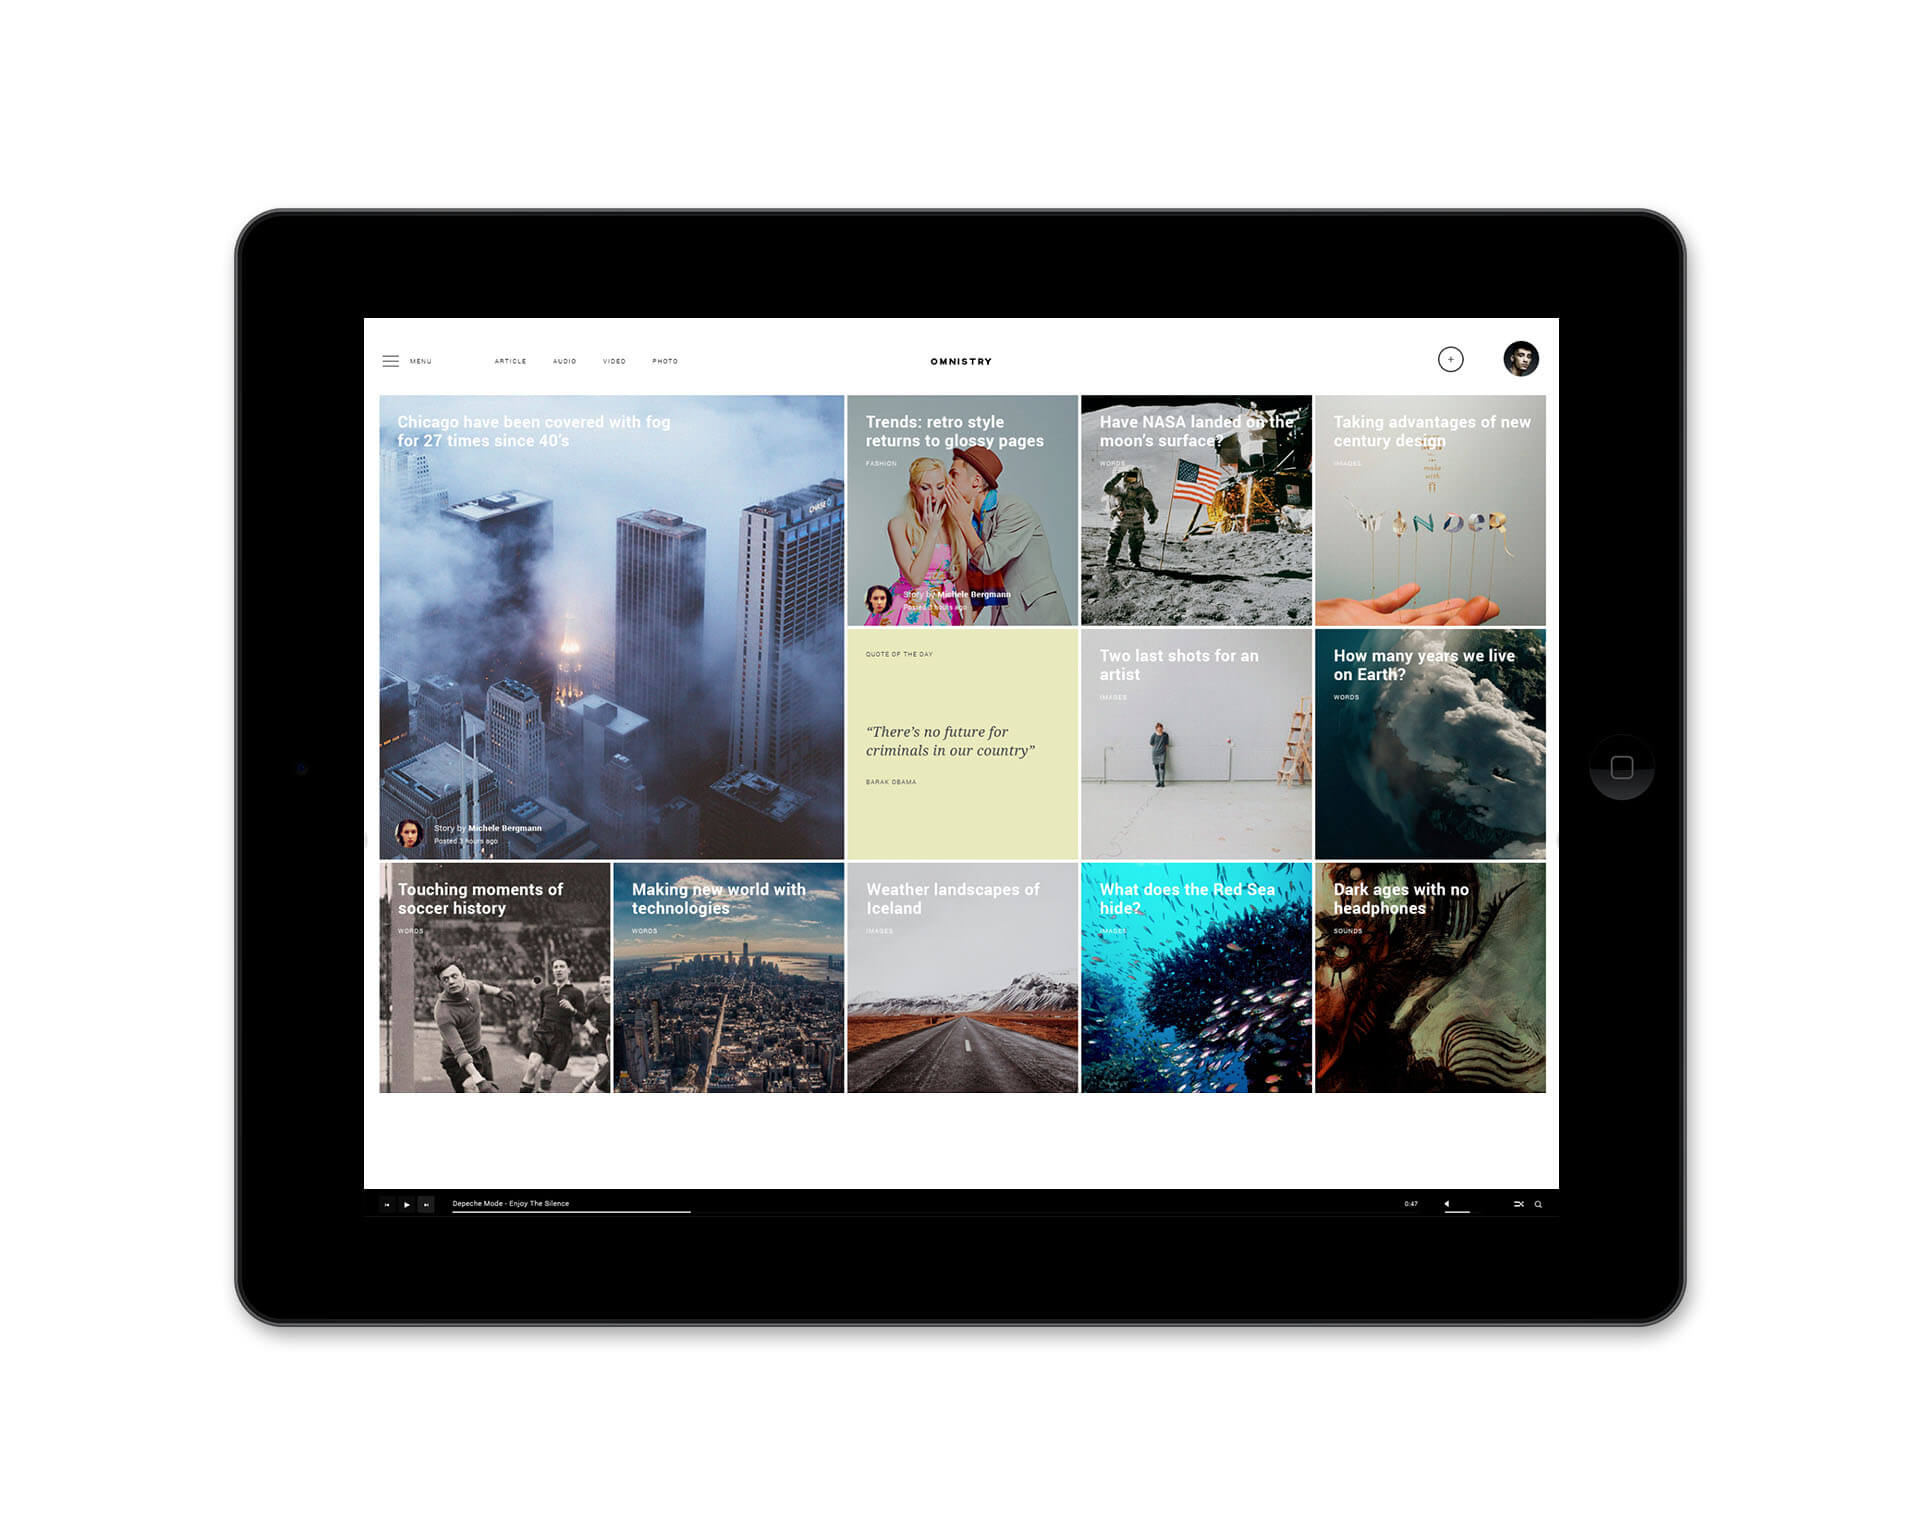 MENU
ARTICLE
AUDIO
VIDEO
PHOTO
OMNISTRY
+
Chicago have been covered with fog
for 27 times since 40's
CHASE
Story by Michele Bergmann
Posted 3 hours ago
Trends: retro style
returns to glossy pages
FASHION
Story by Michele Bergmann
Posted 3 hours ago
Have NASA landed on the
moon's surface?
WORDS
Taking advantages of new
century design
IMAGES
make
with
WONDER
QUOTE OF THE DAY
“There’s no future for
criminals in our country”
BARAK OBAMA
Two last shots for an
artist
IMAGES
How many years we live
on Earth?
WORDS
Touching moments of
soccer history
WORDS
Making new world with
technologies
WORDS
Weather landscapes of
Iceland
IMAGES
What does the Red Sea
hide?
IMAGES
Dark ages with no
headphones
SOUNDS
Depeche Mode - Enjoy The Silence
0:47